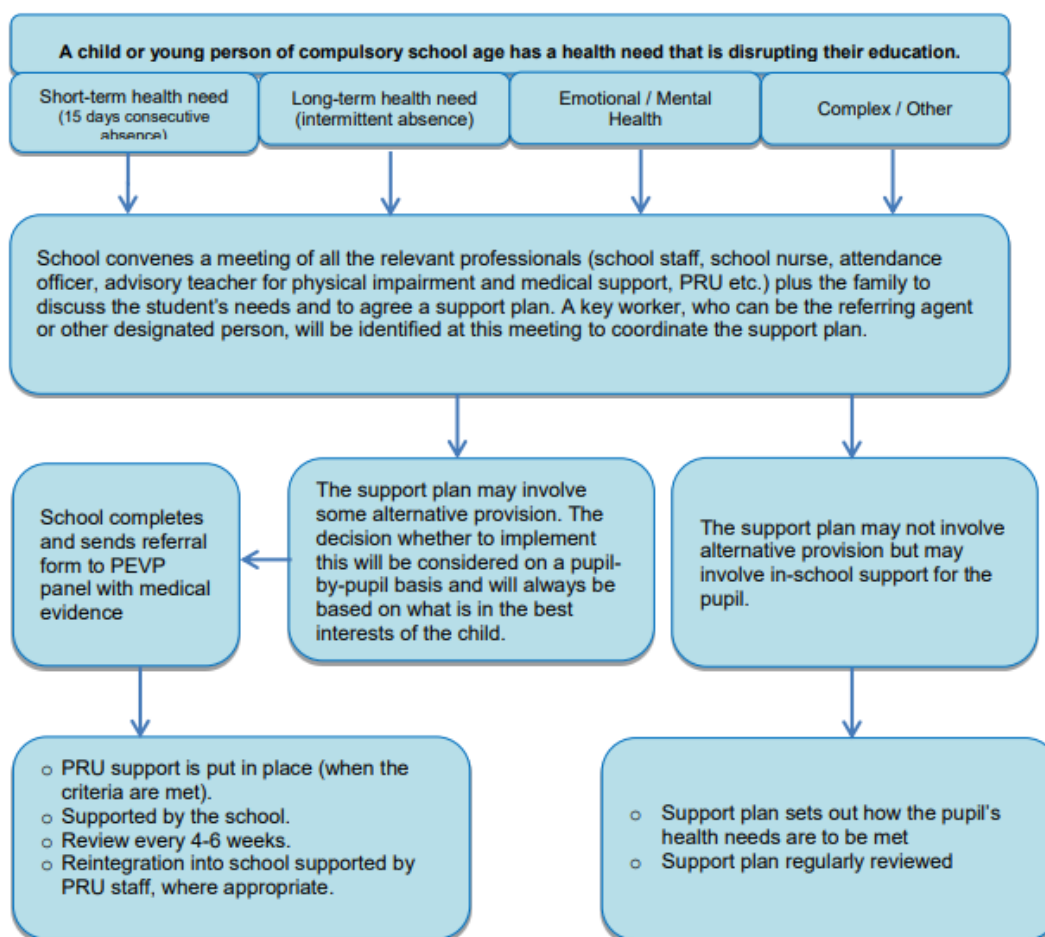 A child or young person of compulsory school age has a health need that is disrupting their education.
Short-term health need
(15 days consecutive
absence)
Long-term health need
(intermittent absence)
Emotional / Mental
Health
Complex / Other
School convenes a meeting of all the relevant professionals (school staff, school nurse, attendance
officer, advisory teacher for physical impairment and medical support, PRU etc.) plus the family to
discuss the student's needs and to agree a support plan. A key worker, who can be the referring agent
or other designated person, will be identified at this meeting to coordinate the support plan.
School completes
and sends referral
form to PEVP
panel with medical
evidence
The support plan may involve
some alternative provision. The
decision whether to implement
this will be considered on a pupil-
by-pupil basis and will always be
based on what is in the best
interests of the child.
The support plan may not involve
alternative provision but may
involve in-school support for the
pupil.
o PRU support is put in place (when the
criteria are met).
o Supported by the school.
o Review every 4-6 weeks.
o Reintegration into school supported by
PRU staff, where appropriate.
o Support plan sets out how the pupil's
health needs are to be met
o Support plan regularly reviewed